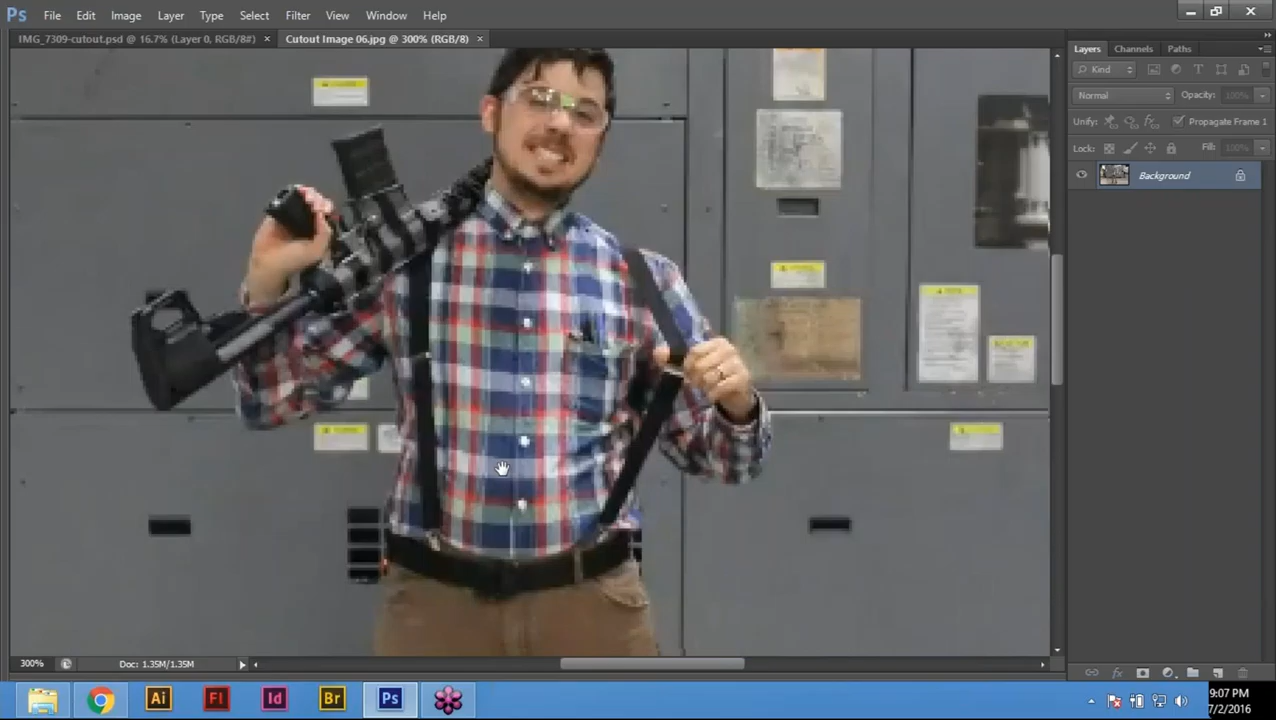 Ps File Edit Image Layer Type Select Filter View Window Help
IMG_7309-cutout.psd @ 16.7% (Layer 0, RGB/8#) × Cutout Image 06.jpg @ 300% (RGB/8) ×
Layers Channels Paths
Kind
Normal Opacity: 100%
Unify: Propagate Frame 1
Lock: Fill: 100%
Background
300% Doc: 1.35M/1.35M
Ai Fl Id Br Ps
9:07 PM
7/2/2016